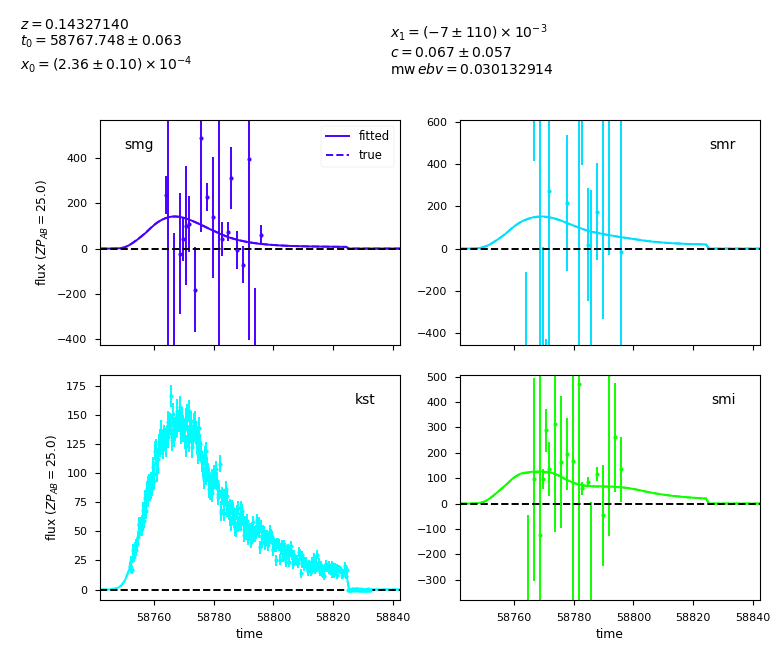 z = 0.14327140
t₀ = 58767.748 ± 0.063
x₀ = (2.36 ± 0.10) × 10⁻⁴
x₁ = (−7 ± 110) × 10⁻³
c = 0.067 ± 0.057
mw ebv = 0.030132914
smg
fitted
true
400
200
0
−200
−400
flux (ZP_AB = 25.0)
smr
600
400
200
0
−200
−400
kst
175
150
125
100
75
50
25
0
flux (ZP_AB = 25.0)
58760 58780 58800 58820 58840
time
smi
500
400
300
200
100
0
−100
−200
−300
58760 58780 58800 58820 58840
time